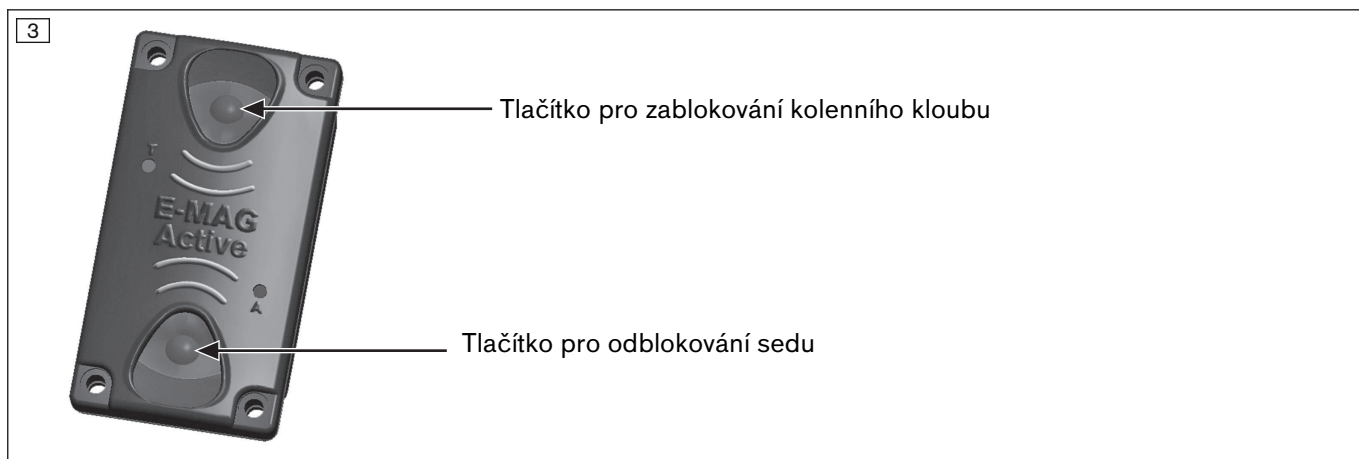 3
Tlačítko pro zablokování kolenního kloubu
T
E-MAG
Active
A
Tlačítko pro odblokování sedu